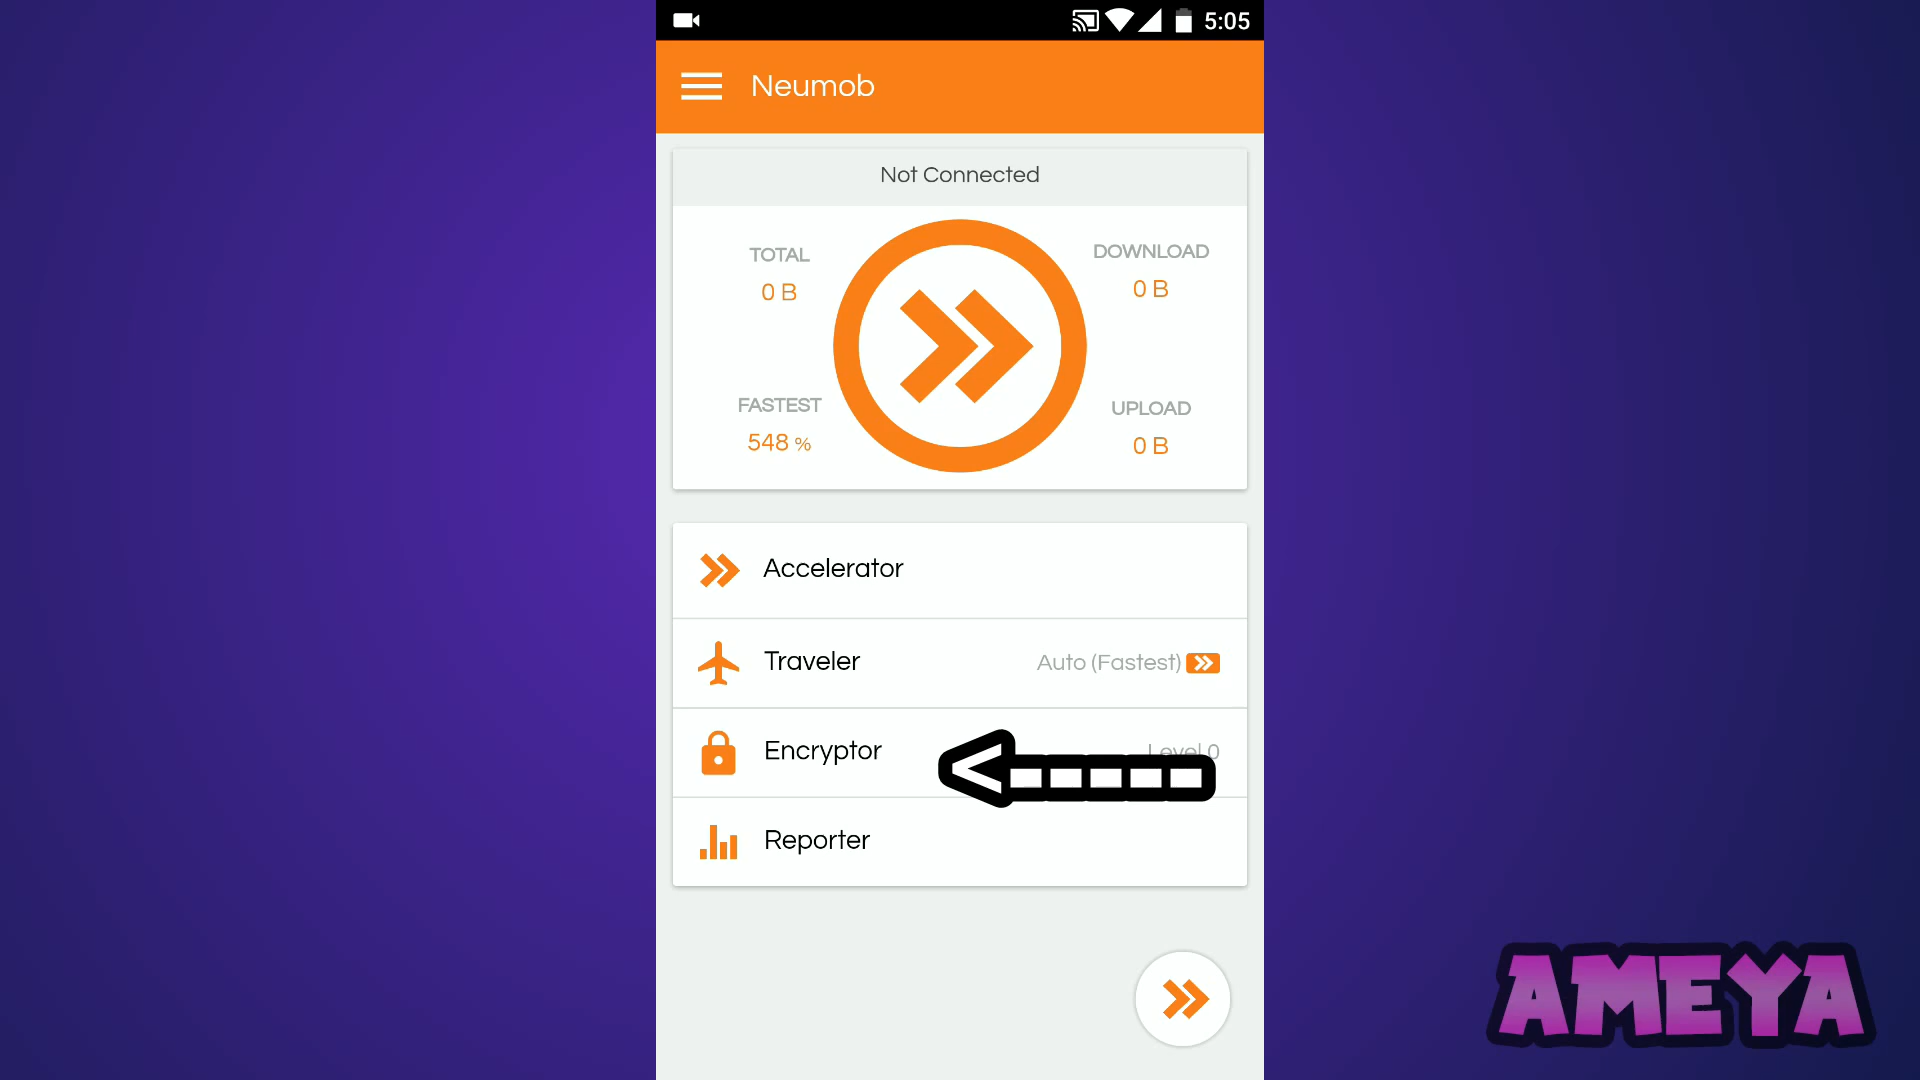 5:05
Neumob
Not Connected
TOTAL
0 B
DOWNLOAD
0 B
FASTEST
548 %
UPLOAD
0 B
Accelerator
Traveler
Auto (Fastest)
Encryptor
Level 0
Reporter
AMEYA